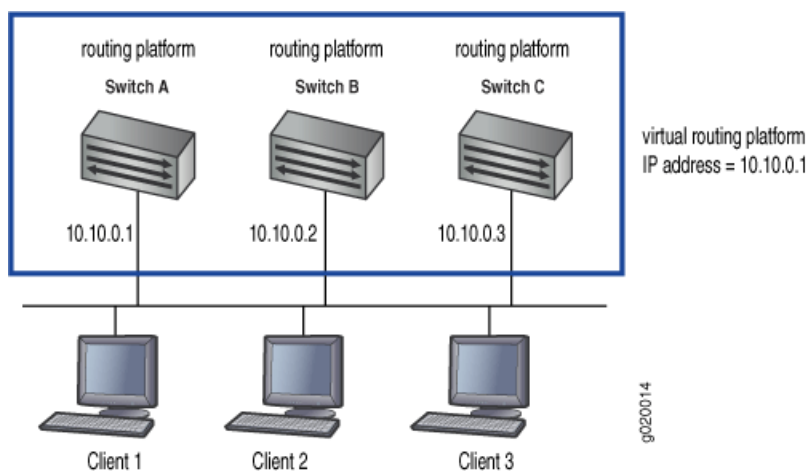 routing platform
routing platform
routing platform
Switch A
Switch B
Switch C
virtual routing platform
IP address = 10.10.0.1
10.10.0.1
10.10.0.2
10.10.0.3
g020014
Client 1
Client 2
Client 3